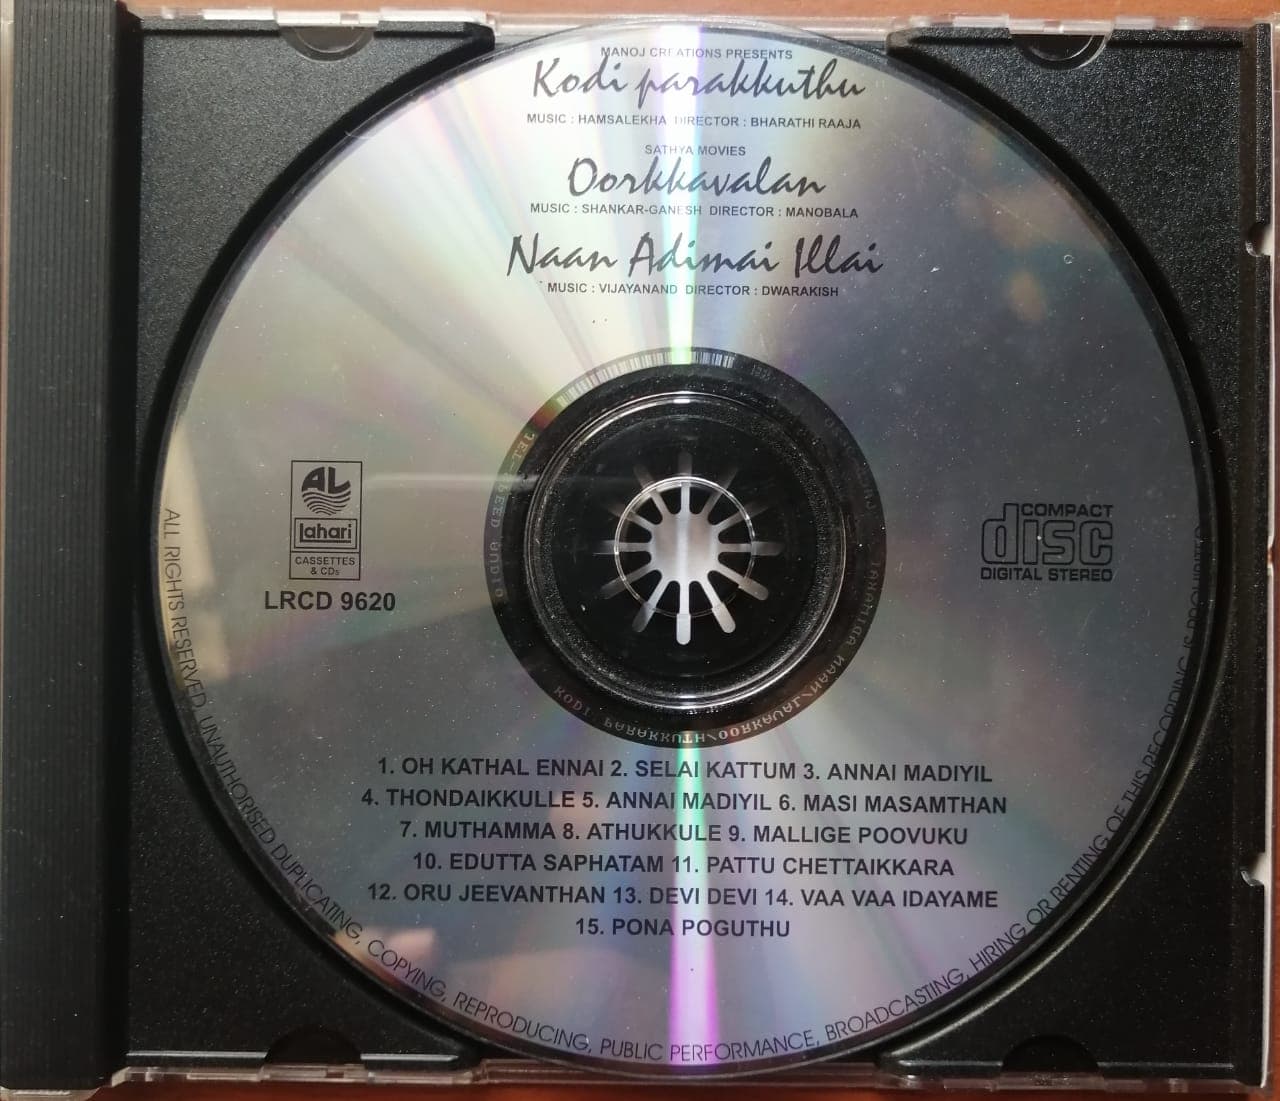 MANOJ CREATIONS PRESENTS
Kodi parakkuthu
MUSIC : HAMSALEKHA DIRECTOR : BHARATHI RAAJA
SATHYA MOVIES
Oorkkavalan
MUSIC : SHANKAR-GANESH DIRECTOR : MANOBALA
Naan Adimai Illai
MUSIC : VIJAYANAND DIRECTOR : DWARAKISH
AL
lahari
CASSETTES
& CDs
LRCD 9620
COMPACT
disc
DIGITAL STEREO
KODI PARAKKUTH/OORKAVAL/NAAN ADIMAI
1. OH KATHAL ENNAI 2. SELAI KATTUM 3. ANNAI MADIYIL
4. THONDAIKKULLE 5. ANNAI MADIYIL 6. MASI MASAMTHAN
7. MUTHAMMA 8. ATHUKKULE 9. MALLIGE POOVUKU
10. EDUTTA SAPHATAM 11. PATTU CHETTAIKKARA
12. ORU JEEVANTHAN 13. DEVI DEVI 14. VAA VAA IDAYAME
15. PONA POGUTHU
ALL RIGHTS RESERVED, UNAUTHORISED DUPLICATING, COPYING, REPRODUCING, PUBLIC PERFORMANCE, BROADCASTING, HIRING OR RENTING OF THIS RECORDING IS PROHIBITED